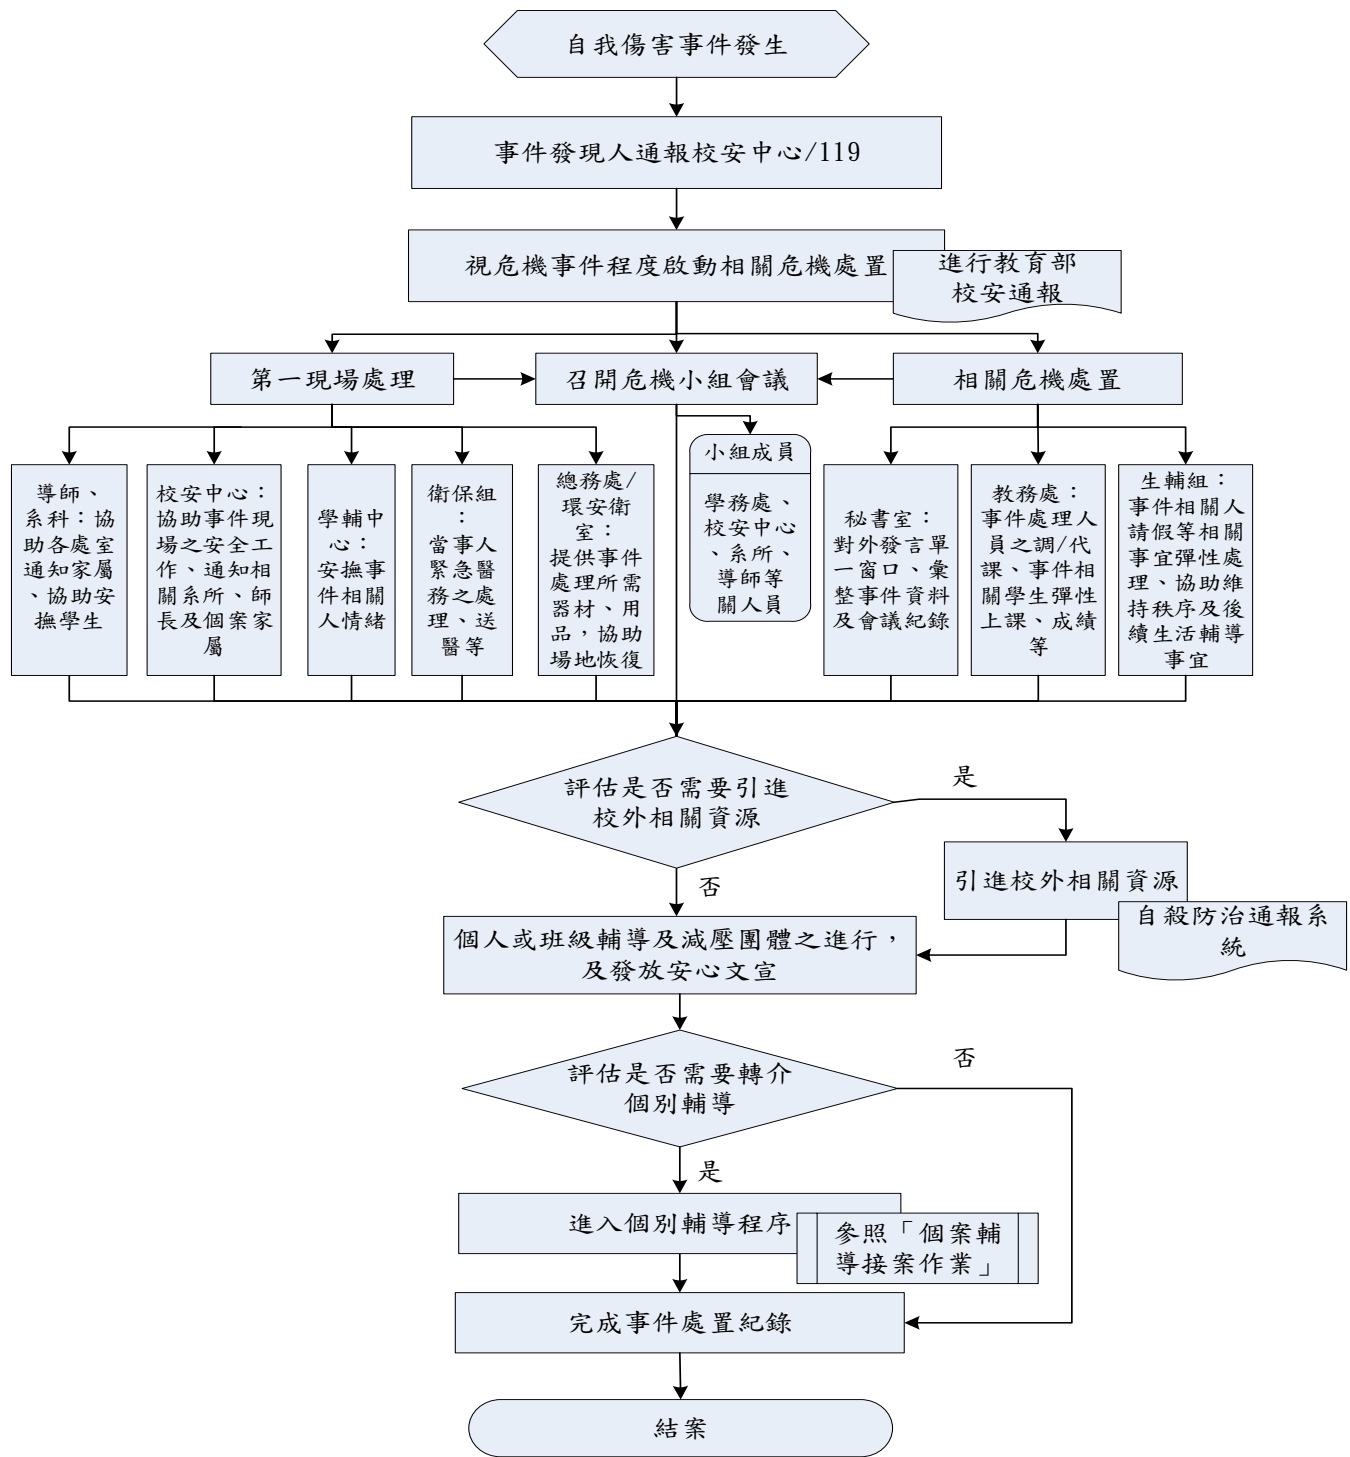 自我傷害事件發生
事件發現人通報校安中心/119
視危機事件程度啟動相關危機處置
進行教育部
校安通報
第一現場處理
召開危機小組會議
相關危機處置
導師、
系科：協
助各處室
通知家屬
、協助安
撫學生
校安中心：
協助事件現
場之安全工
作、通知相
關系所、師
長及個案家
屬
學輔中
心：
安撫事
件相關
人情緒
衛保組
：
當事人
緊急醫
務之處
理、送
醫等
總務處/
環安衛
室：
提供事件
處理所需
器材、用
品，協助
場地恢復
小組成員
學務處、
校安中心
、系所、
導師等
關人員
秘書室：
對外發言單
一窗口、彙
整事件資料
及會議紀錄
教務處：
事件處理人
員之調/代
課、事件相
關學生彈性
上課、成績
等
生輔組：
事件相關人
請假等相關
事宜彈性處
理、協助維
持秩序及後
續生活輔導
事宜
評估是否需要引進
校外相關資源
是
否
引進校外相關資源
自殺防治通報系
統
個人或班級輔導及減壓團體之進行，
及發放安心文宣
評估是否需要轉介
個別輔導
否
是
進入個別輔導程序
參照「個案輔
導接案作業」
完成事件處置紀錄
結案